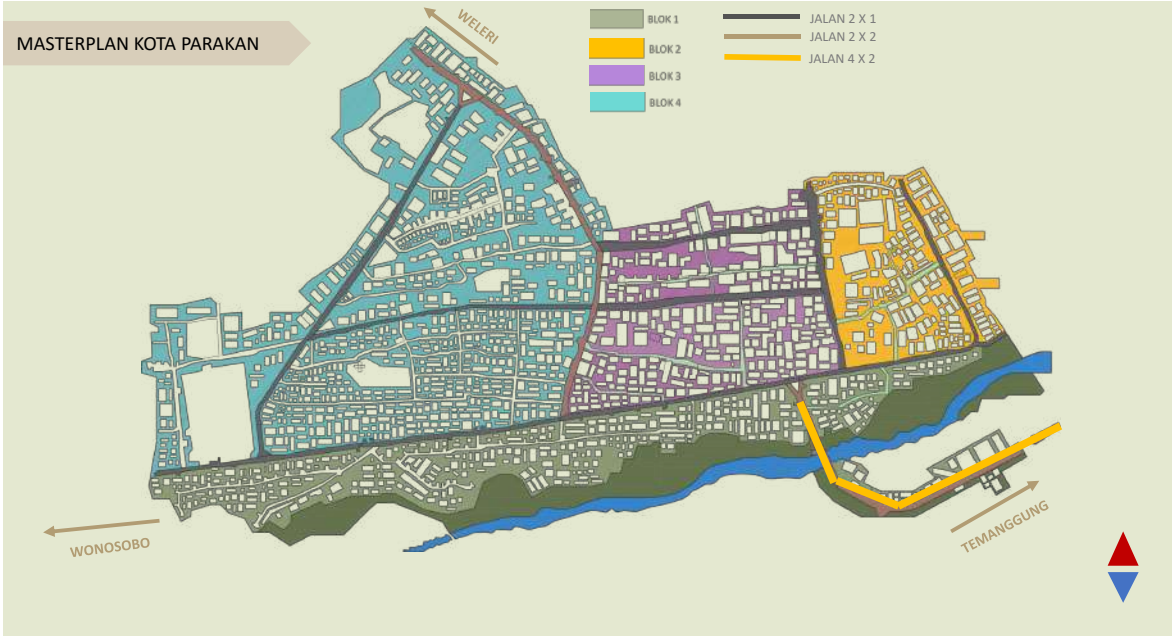 MASTERPLAN KOTA PARAKAN
WELERI
BLOK 1
BLOK 2
BLOK 3
BLOK 4
JALAN 2 X 1
JALAN 2 X 2
JALAN 4 X 2
WONOSOBO
TEMANGGUNG